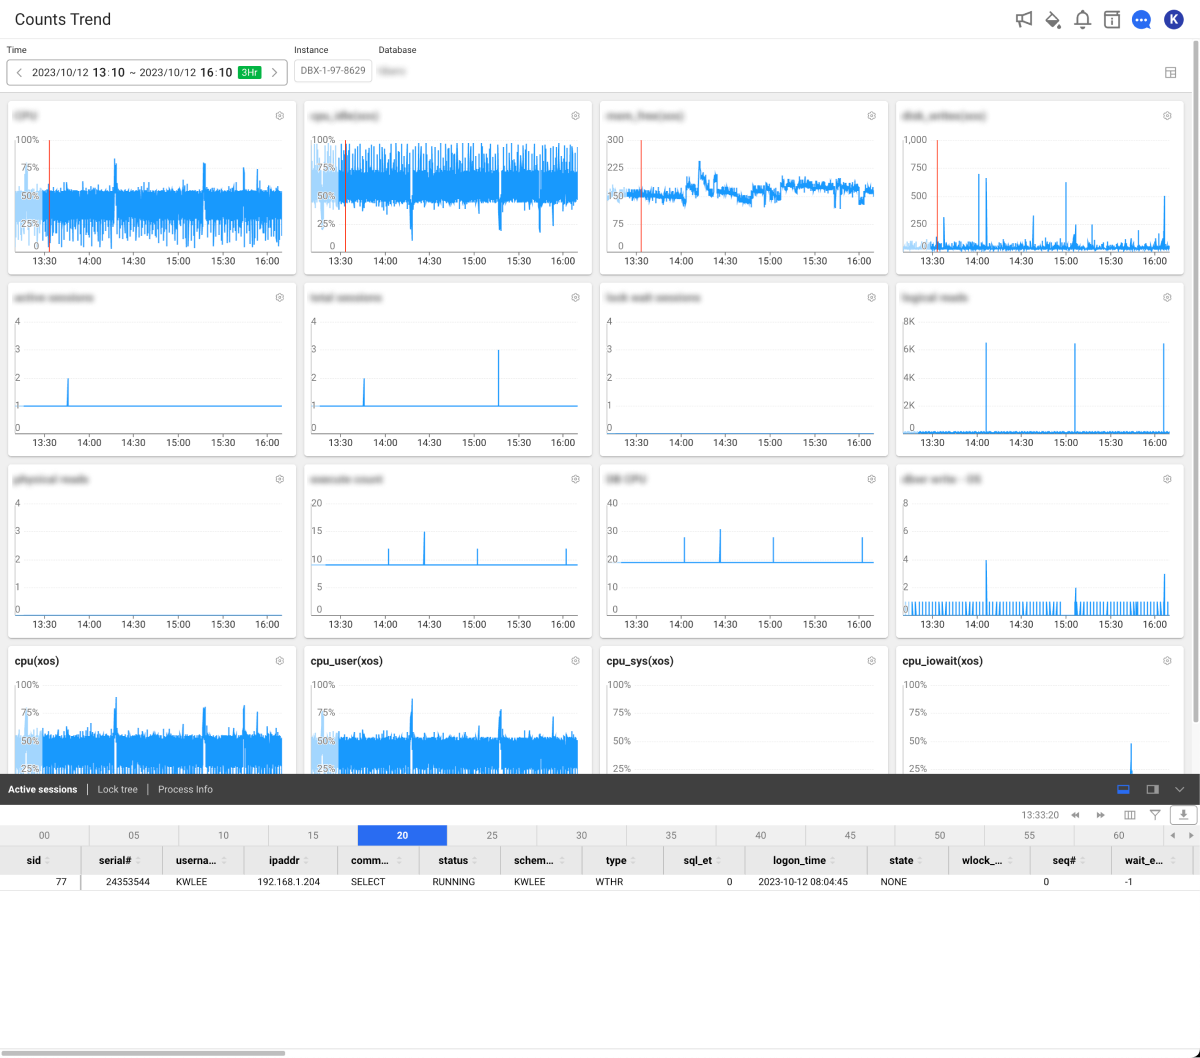 Counts Trend
K
Time
Instance
Database
2023/10/12 13:10 ~ 2023/10/12 16:10 3Hr
DBX-1-97-8629
100% 75% 50% 25% 0
13:30 14:00 14:30 15:00 15:30 16:00
100% 75% 50% 25% 0
13:30 14:00 14:30 15:00 15:30 16:00
300 225 150 75 0
13:30 14:00 14:30 15:00 15:30 16:00
1,000 750 500 250 0
13:30 14:00 14:30 15:00 15:30 16:00
active sessions
4 3 2 1 0
13:30 14:00 14:30 15:00 15:30 16:00
total sessions
4 3 2 1 0
13:30 14:00 14:30 15:00 15:30 16:00
lock wait sessions
4 3 2 1 0
13:30 14:00 14:30 15:00 15:30 16:00
logical reads
8K 6K 4K 2K 0
13:30 14:00 14:30 15:00 15:30 16:00
physical reads
4 3 2 1 0
13:30 14:00 14:30 15:00 15:30 16:00
execute count
20 15 10 5 0
13:30 14:00 14:30 15:00 15:30 16:00
40 30 20 10 0
13:30 14:00 14:30 15:00 15:30 16:00
8 6 4 2 0
13:30 14:00 14:30 15:00 15:30 16:00
cpu(xos)
100% 75% 50% 25%
cpu_user(xos)
100% 75% 50% 25%
cpu_sys(xos)
100% 75% 50% 25%
cpu_iowait(xos)
100% 75% 50% 25%
Active sessions | Lock tree | Process Info
13:33:20
00 05 10 15 20 25 30 35 40 45 50 55 60
sid serial# userna... ipaddr comm... status schem... type sql_et logon_time state wlock_... seq# wait_e...
77 24353544 KWLEE 192.168.1.204 SELECT RUNNING KWLEE WTHR 0 2023-10-12 08:04:45 NONE 0 -1